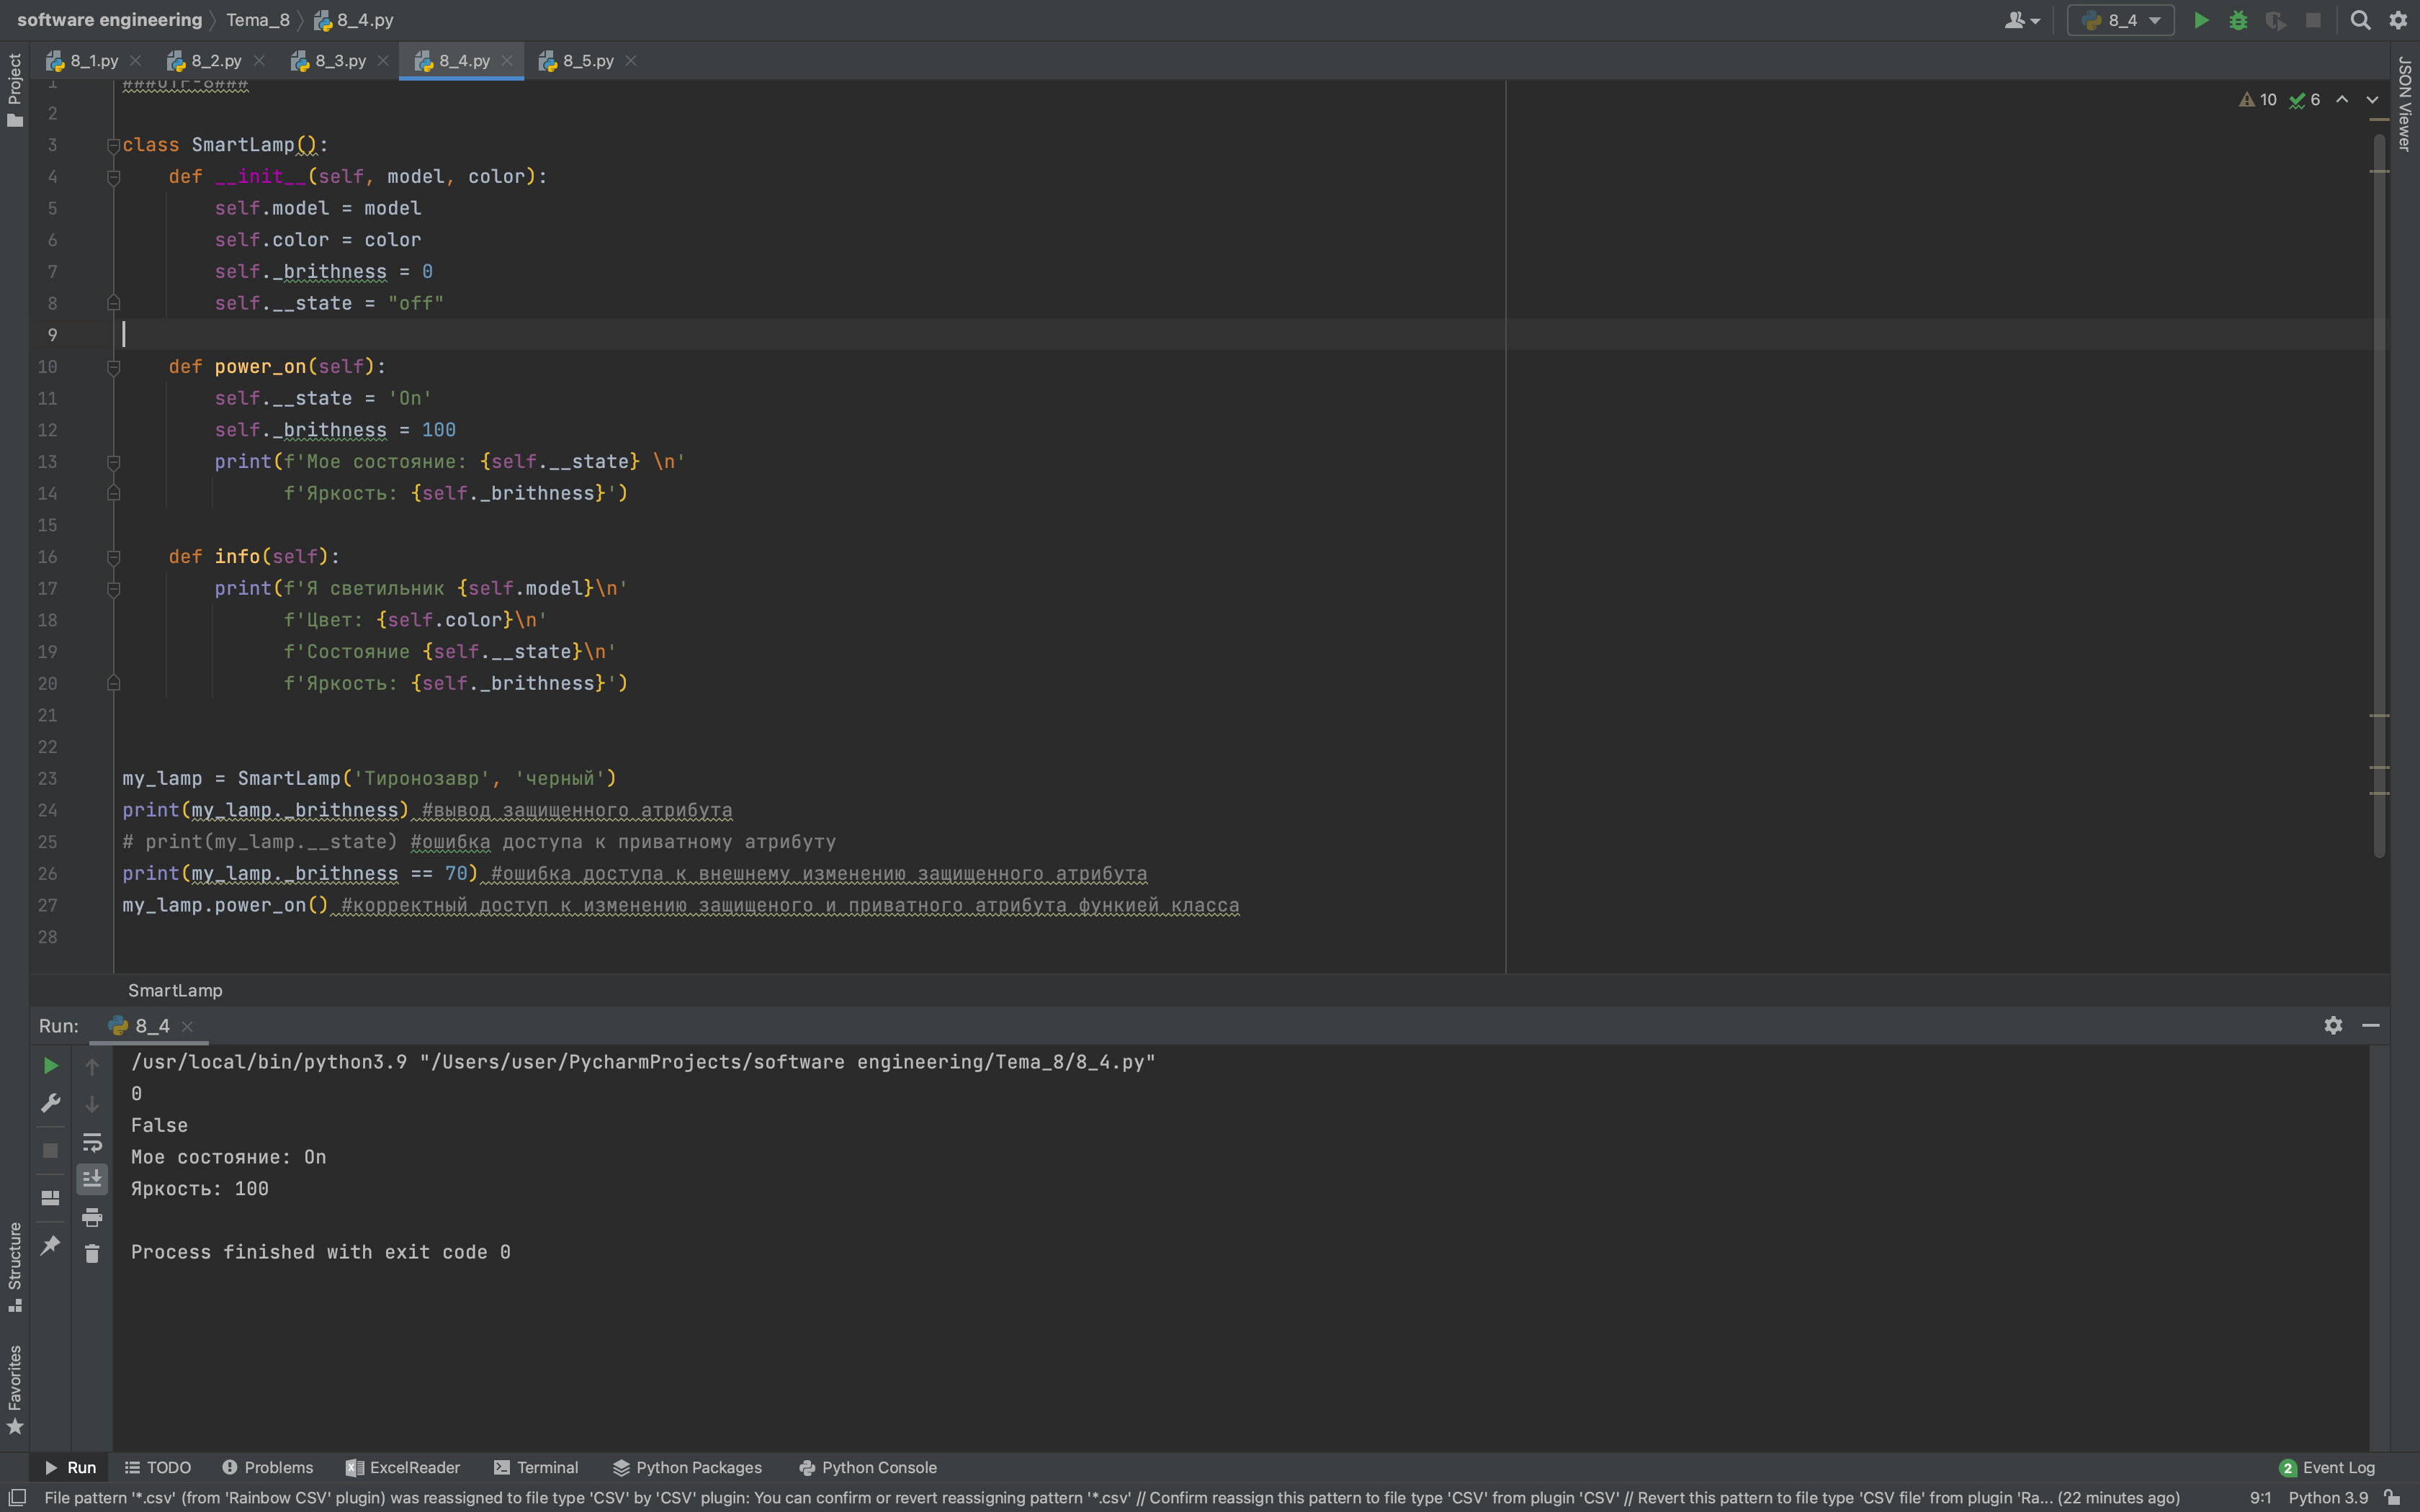 software engineering Tema_8 8_4.py 8_4
8_1.py 8_2.py 8_3.py 8_4.py 8_5.py
Project
JSON Viewer
10 6
1 ###UTF-8###
2
3 class SmartLamp():
4 def __init__(self, model, color):
5 self.model = model
6 self.color = color
7 self._brithness = 0
8 self.__state = "off"
9
10 def power_on(self):
11 self.__state = 'On'
12 self._brithness = 100
13 print(f'Мое состояние: {self.__state} \n'
14 f'Яркость: {self._brithness}')
15
16 def info(self):
17 print(f'Я светильник {self.model}\n'
18 f'Цвет: {self.color}\n'
19 f'Состояние {self.__state}\n'
20 f'Яркость: {self._brithness}')
21
22
23 my_lamp = SmartLamp('Тиронозавр', 'черный')
24 print(my_lamp._brithness) #вывод защищенного атрибута
25 # print(my_lamp.__state) #ошибка доступа к приватному атрибуту
26 print(my_lamp._brithness == 70) #ошибка доступа к внешнему изменению защищенного атрибута
27 my_lamp.power_on() #корректный доступ к изменению защищеного и приватного атрибута функией класса
28
SmartLamp
Run: 8_4
/usr/local/bin/python3.9 "/Users/user/PycharmProjects/software engineering/Tema_8/8_4.py"
0
False
Мое состояние: On
Яркость: 100
Process finished with exit code 0
Structure
Favorites
Run TODO Problems ExcelReader Terminal Python Packages Python Console 2 Event Log
File pattern '*.csv' (from 'Rainbow CSV' plugin) was reassigned to file type 'CSV' by 'CSV' plugin: You can confirm or revert reassigning pattern '*.csv' // Confirm reassign this pattern to file type 'CSV' from plugin 'CSV' // Revert this pattern to file type 'CSV file' from plugin 'Ra... (22 minutes ago) 9:1 Python 3.9